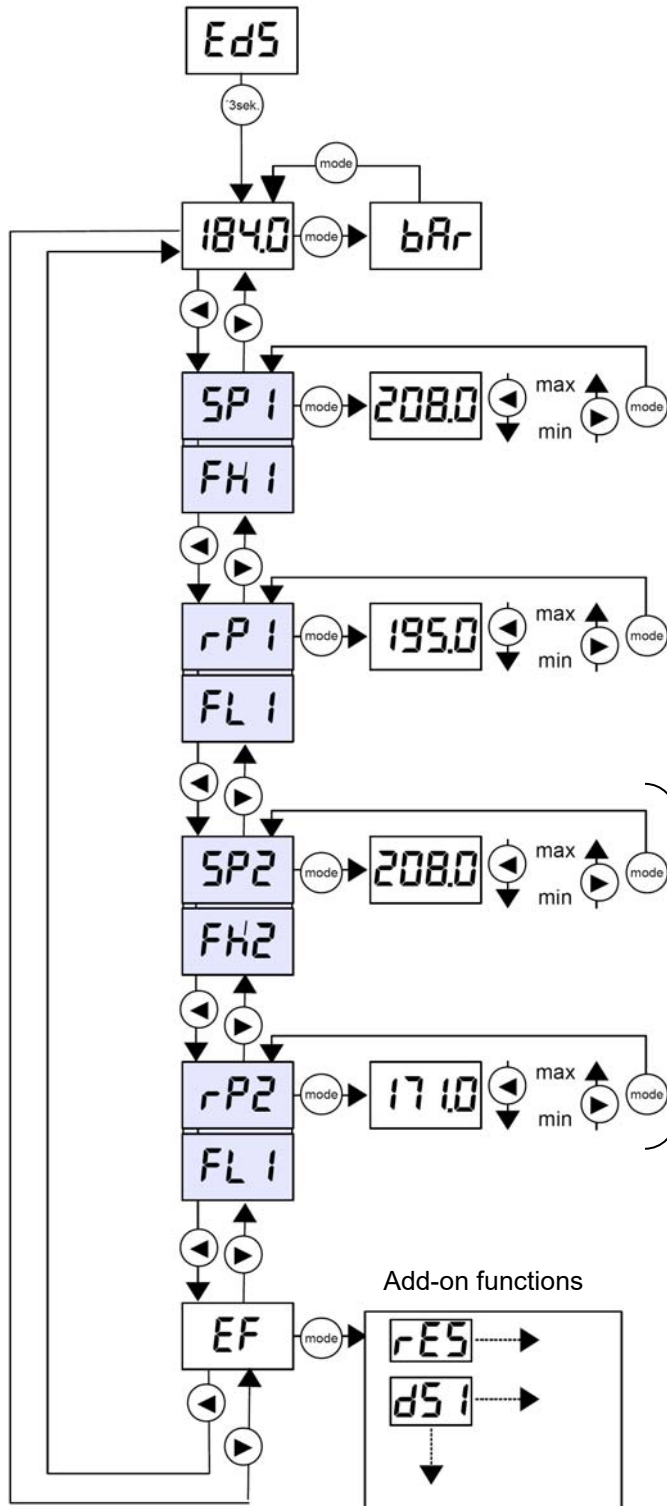 EdS
´3sek.
mode
184.0 mode bAr
SP1 mode 208.0 max min mode
FH1
rP1 mode 195.0 max min mode
FL1
SP2 mode 208.0 max min mode
FH2
rP2 mode 171.0 max min mode
FL1
Add-on functions
EF mode
rES
dS1